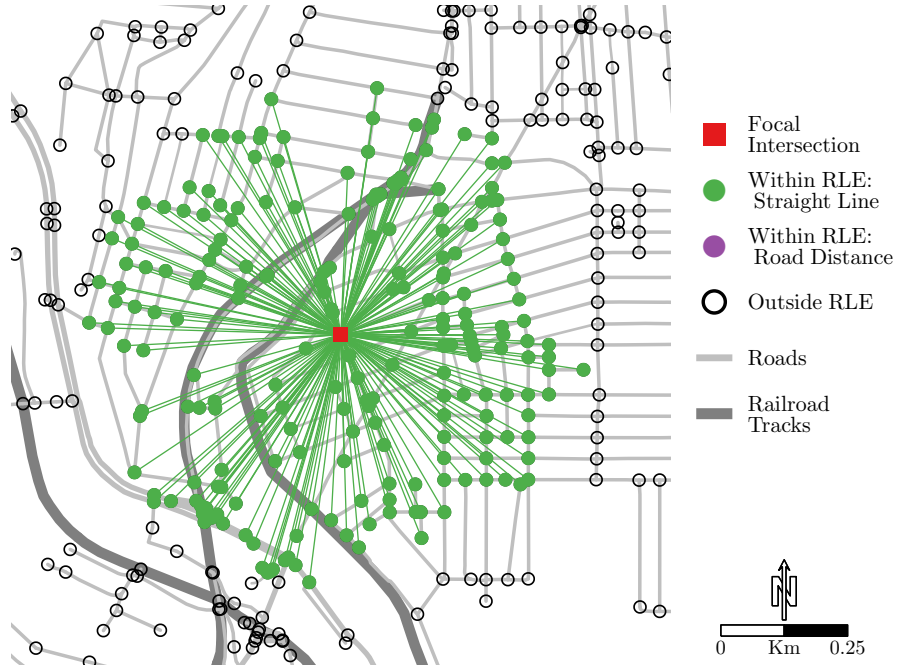 Focal
Intersection
Within RLE:
Straight Line
Within RLE:
Road Distance
Outside RLE
Roads
Railroad
Tracks
N
0 Km 0.25